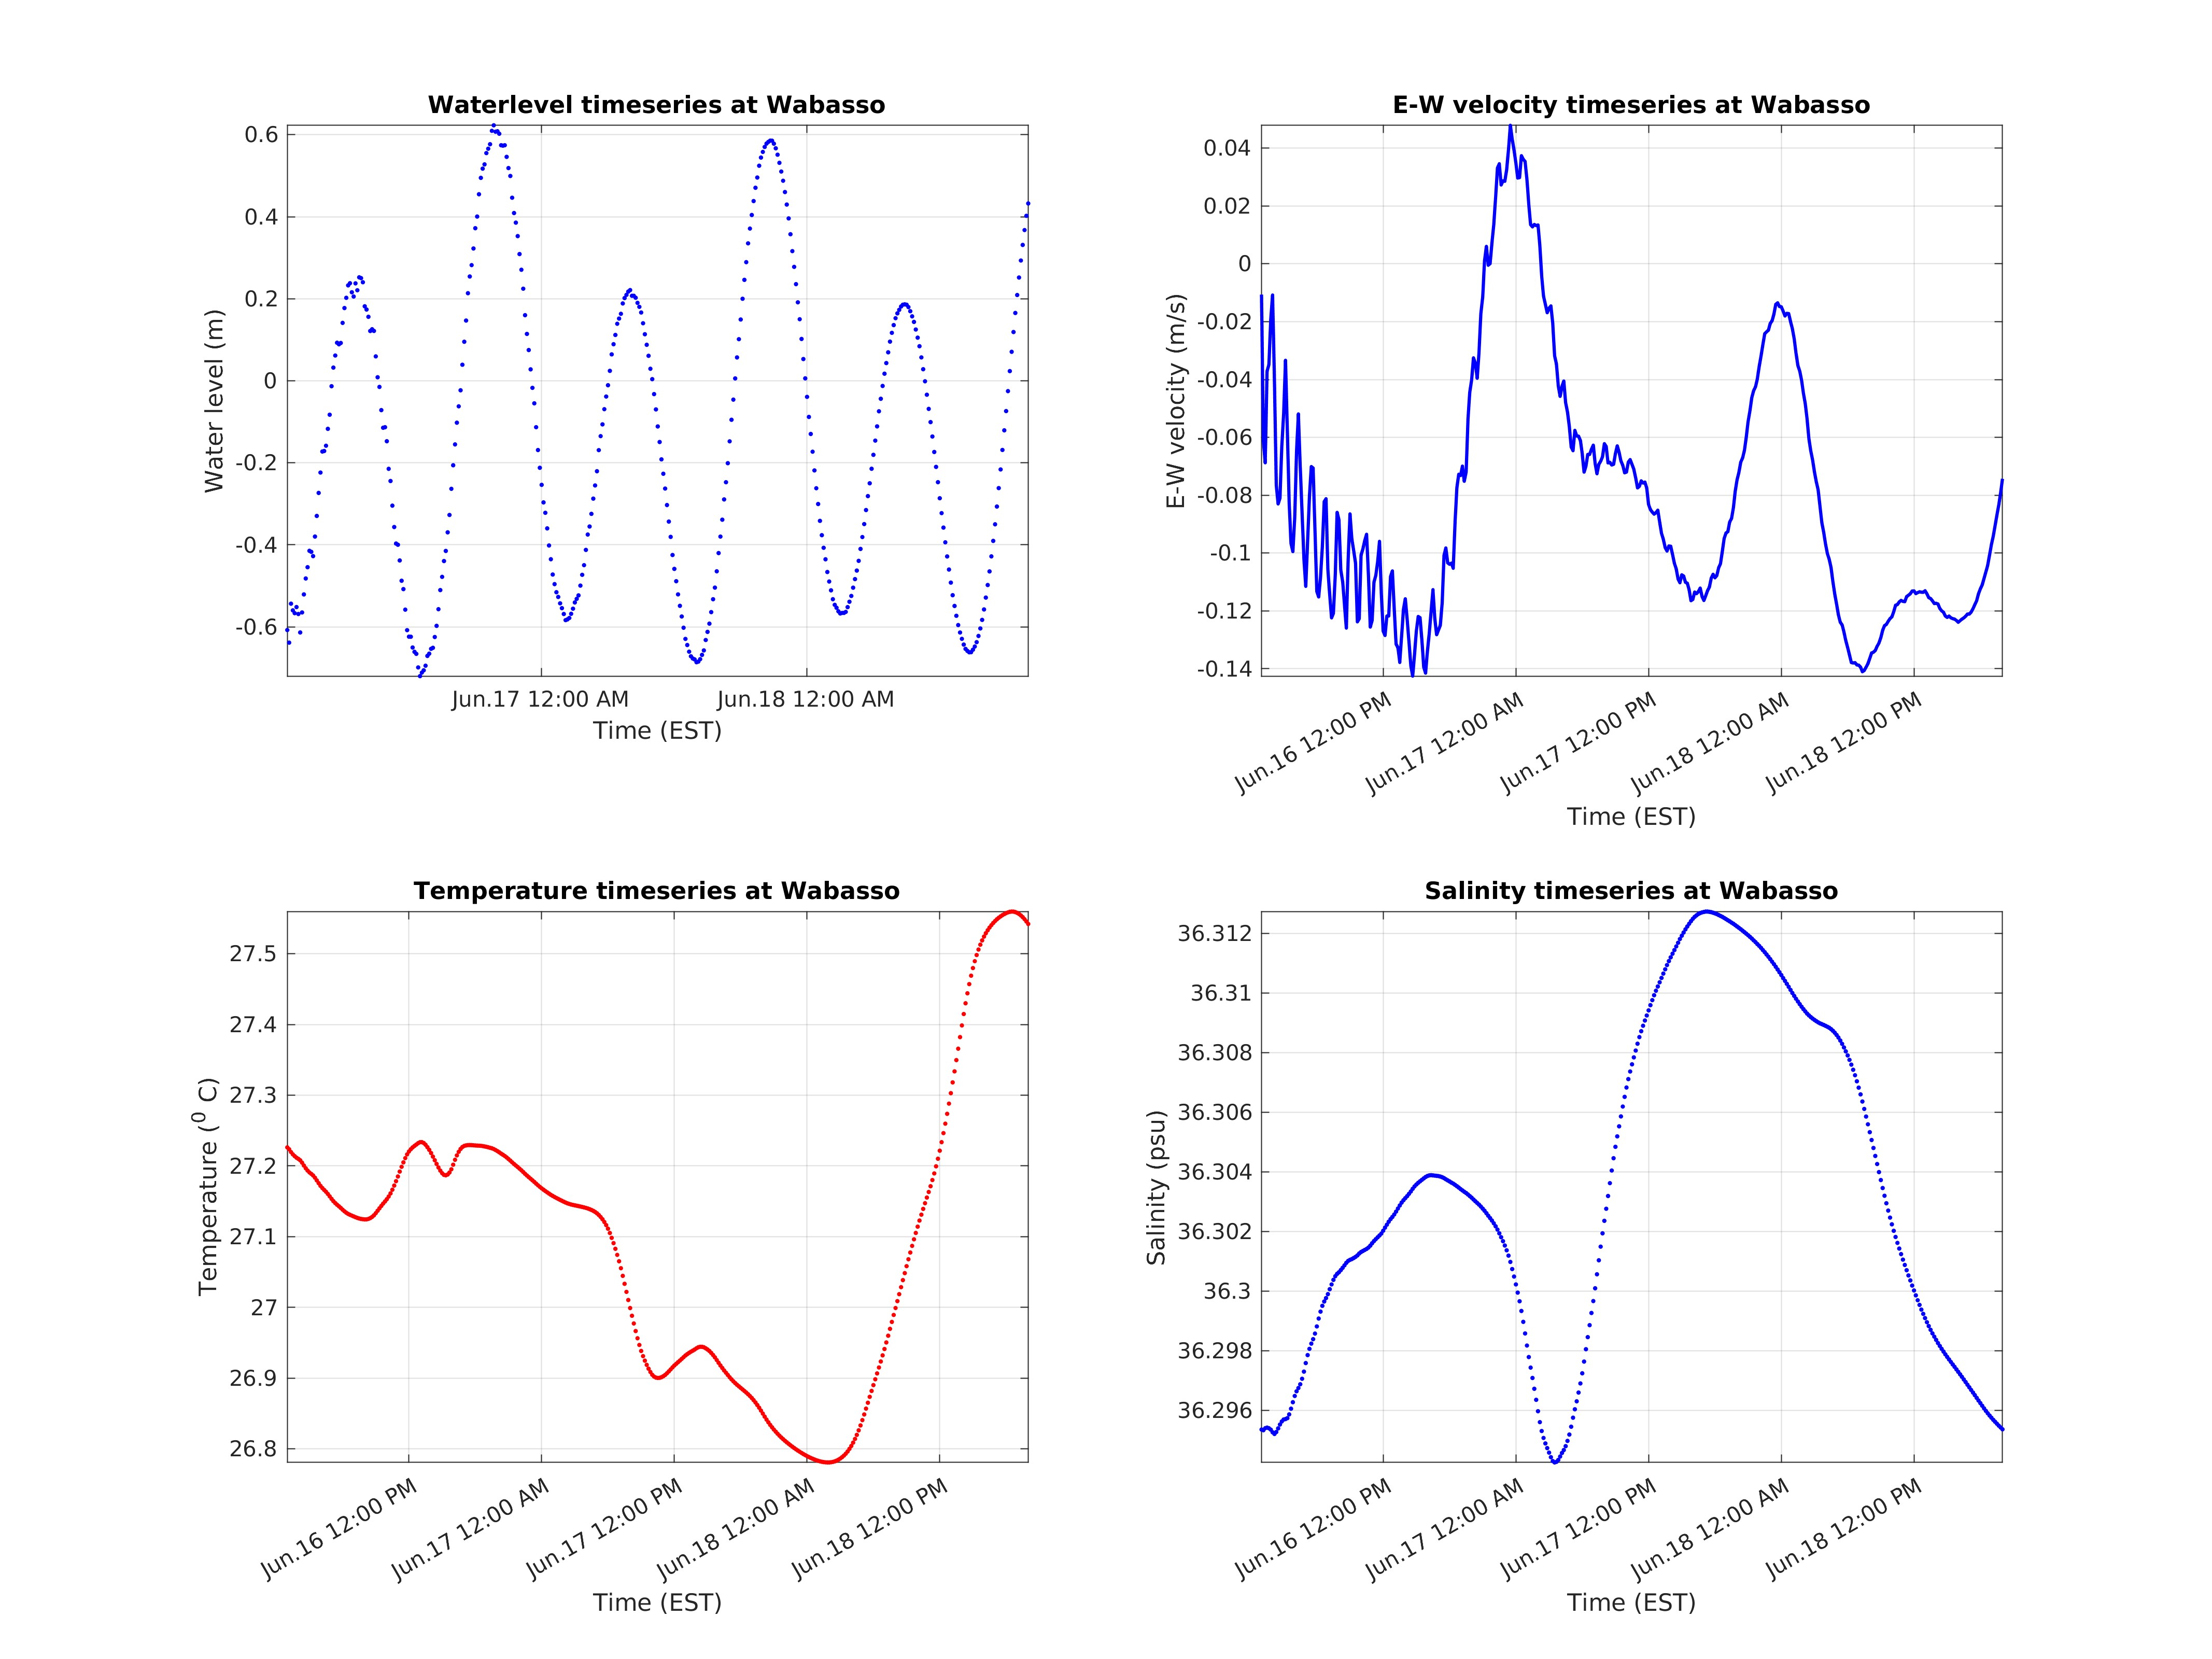 Waterlevel timeseries at Wabasso
0.6
0.4
0.2
0
-0.2
-0.4
-0.6
Water level (m)
Jun.17 12:00 AM
Jun.18 12:00 AM
Time (EST)
E-W velocity timeseries at Wabasso
0.04
0.02
0
-0.02
-0.04
-0.06
-0.08
-0.1
-0.12
-0.14
E-W velocity (m/s)
Jun.16 12:00 PM
Jun.17 12:00 AM
Jun.17 12:00 PM
Jun.18 12:00 AM
Jun.18 12:00 PM
Time (EST)
Temperature timeseries at Wabasso
27.5
27.4
27.3
27.2
27.1
27
26.9
26.8
Temperature (⁰ C)
Jun.16 12:00 PM
Jun.17 12:00 AM
Jun.17 12:00 PM
Jun.18 12:00 AM
Jun.18 12:00 PM
Time (EST)
Salinity timeseries at Wabasso
36.312
36.31
36.308
36.306
36.304
36.302
36.3
36.298
36.296
Salinity (psu)
Jun.16 12:00 PM
Jun.17 12:00 AM
Jun.17 12:00 PM
Jun.18 12:00 AM
Jun.18 12:00 PM
Time (EST)